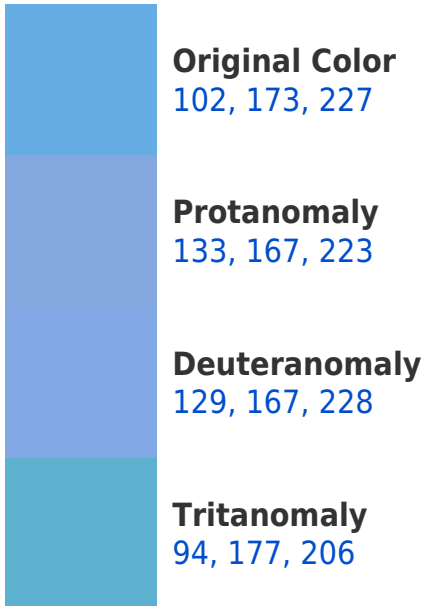 Original Color
102, 173, 227
Protanomaly
133, 167, 223
Deuteranomaly
129, 167, 228
Tritanomaly
94, 177, 206